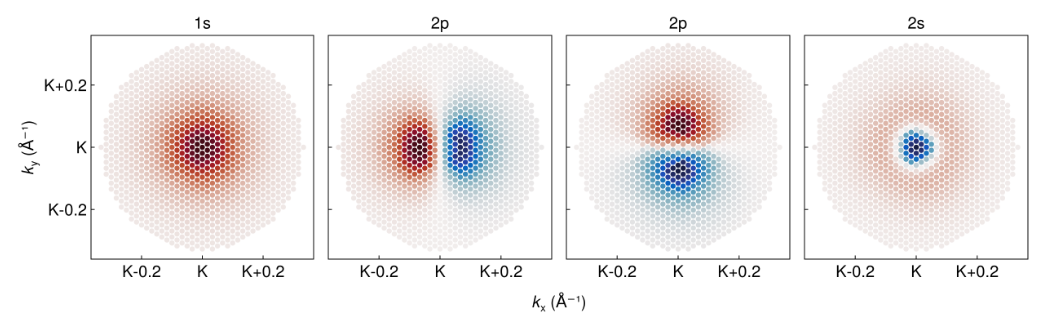 1s 2p 2p 2s
K+0.2
K
K-0.2
k_y (Å⁻¹)
K-0.2 K K+0.2 K-0.2 K K+0.2 K-0.2 K K+0.2 K-0.2 K K+0.2
k_x (Å⁻¹)